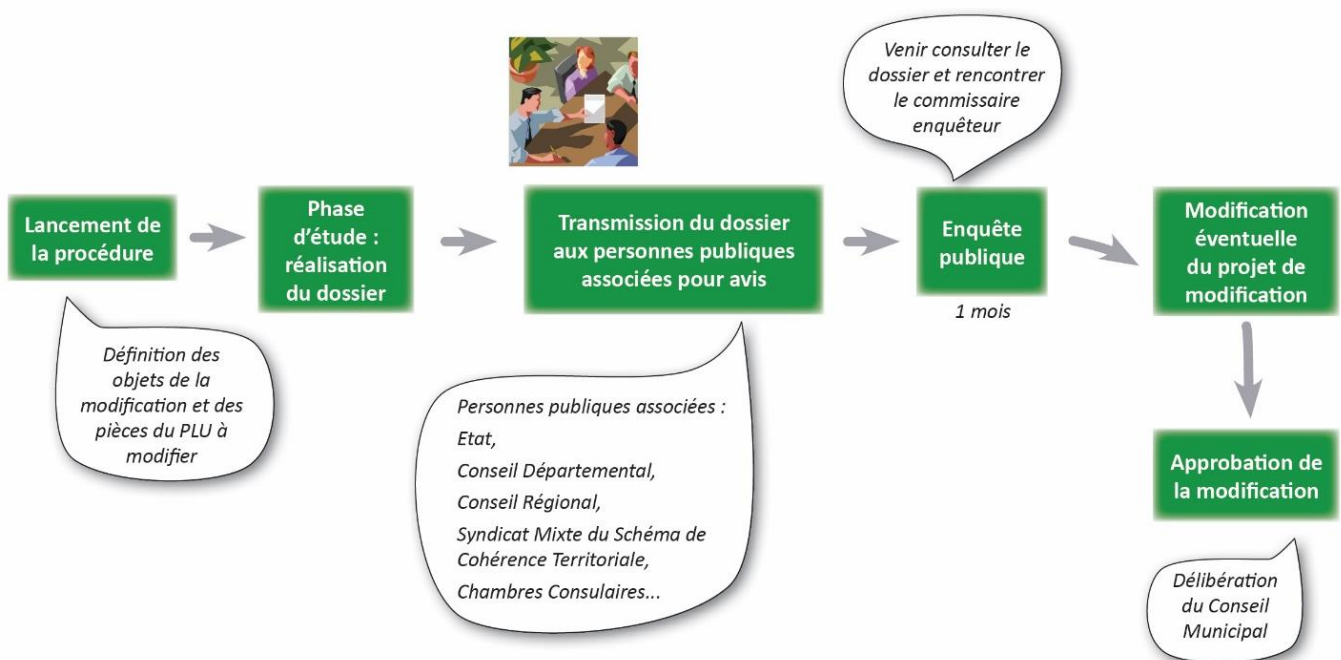 Venir consulter le
dossier et rencontrer
le commissaire
enquêteur
Lancement de
la procédure
Phase
d’étude :
réalisation
du dossier
Transmission du dossier
aux personnes publiques
associées pour avis
Enquête
publique
1 mois
Modification
éventuelle
du projet de
modification
Définition des
objets de la
modification et des
pièces du PLU à
modifier
Personnes publiques associées :
Etat,
Conseil Départemental,
Conseil Régional,
Syndicat Mixte du Schéma de
Cohérence Territoriale,
Chambres Consulaires...
Approbation de
la modification
Délibération
du Conseil
Municipal